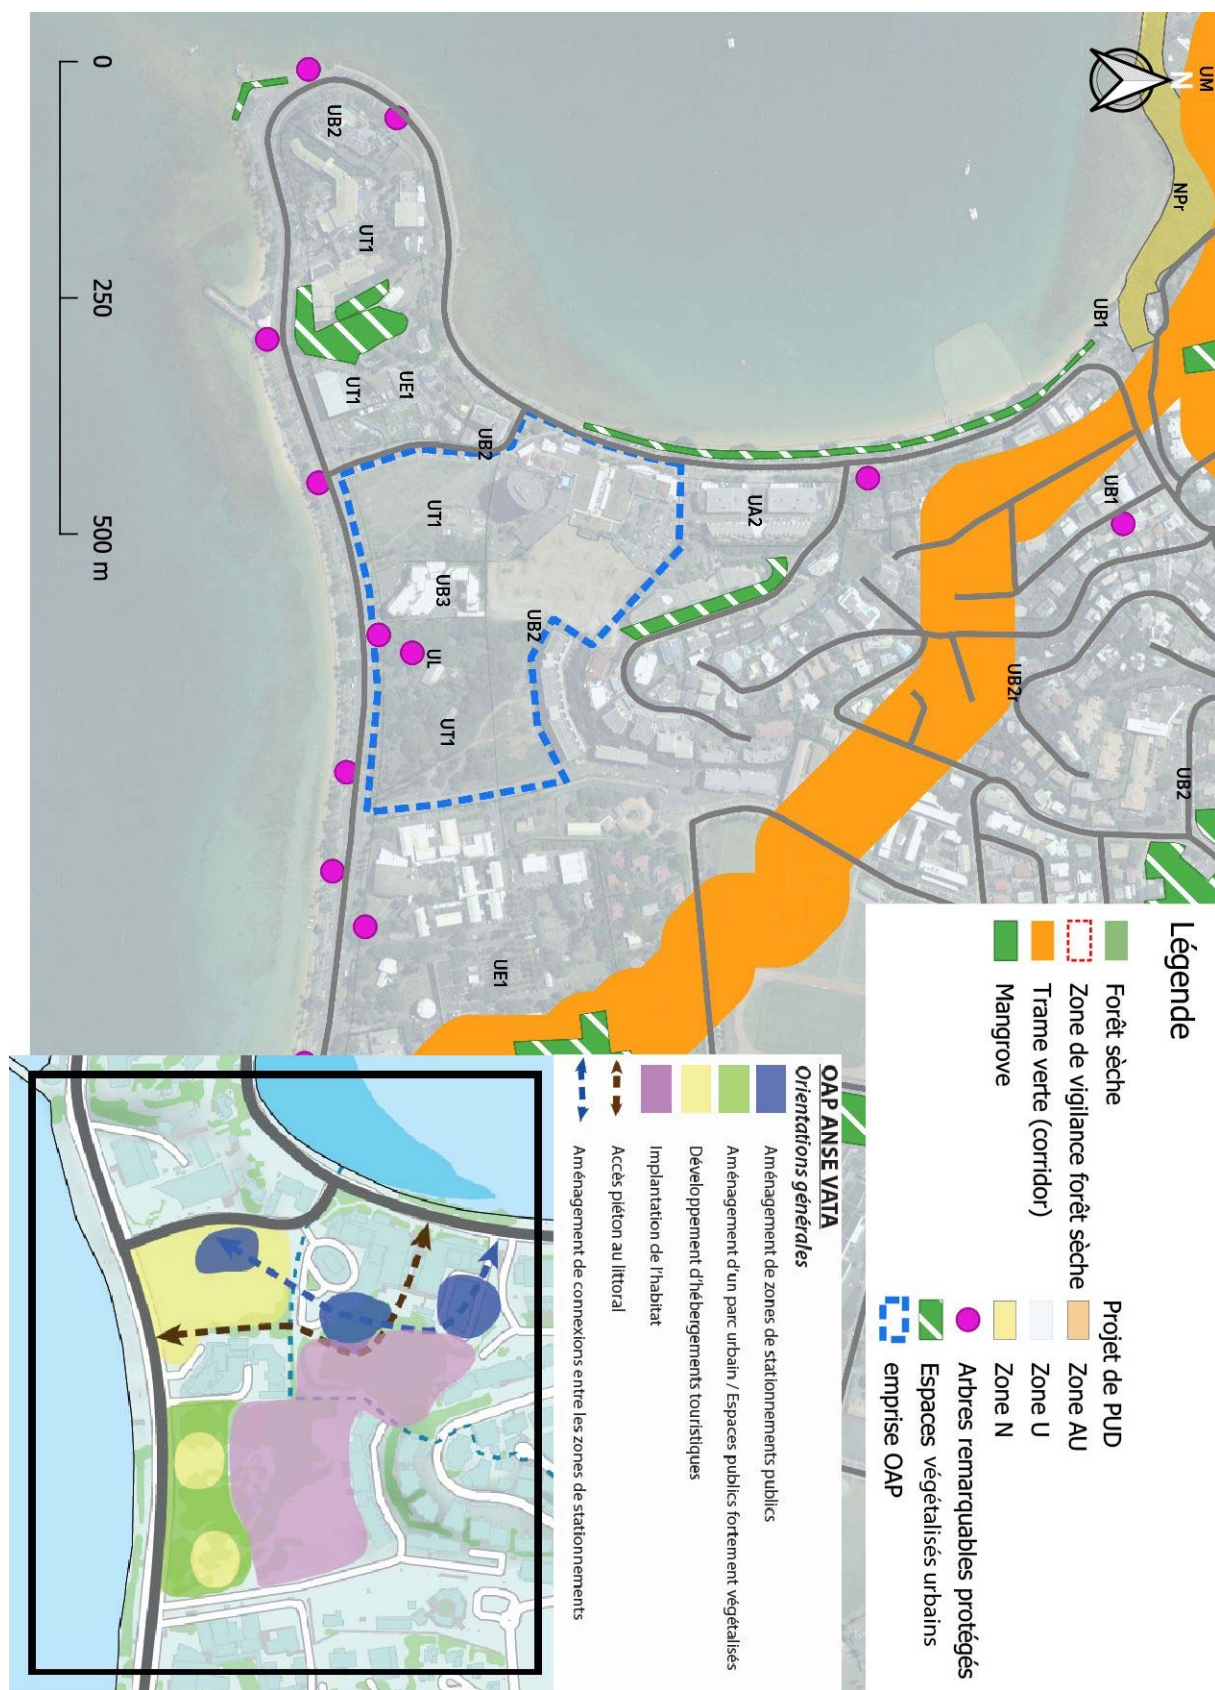 0
250
500 m
N
UM
NPr
UB1
UB2
UT1
UT1
UE1
UB2
UT1
UB3
UB2
UL
UT1
UA2
UB1
UB2r
UB2
UE1
Légende
Forêt sèche
Zone de vigilance forêt sèche
Trame verte (corridor)
Mangrove
Projet de PUD
Zone AU
Zone U
Zone N
Arbres remarquables protégés
Espaces végétalisés urbains
emprise OAP
OAP ANSE VATA
Orientations générales
Aménagement de zones de stationnements publics
Aménagement d'un parc urbain / Espaces publics fortement végétalisés
Développement d'hébergements touristiques
Implantation de l'habitat
Accès piéton au littoral
Aménagement de connexions entre les zones de stationnements